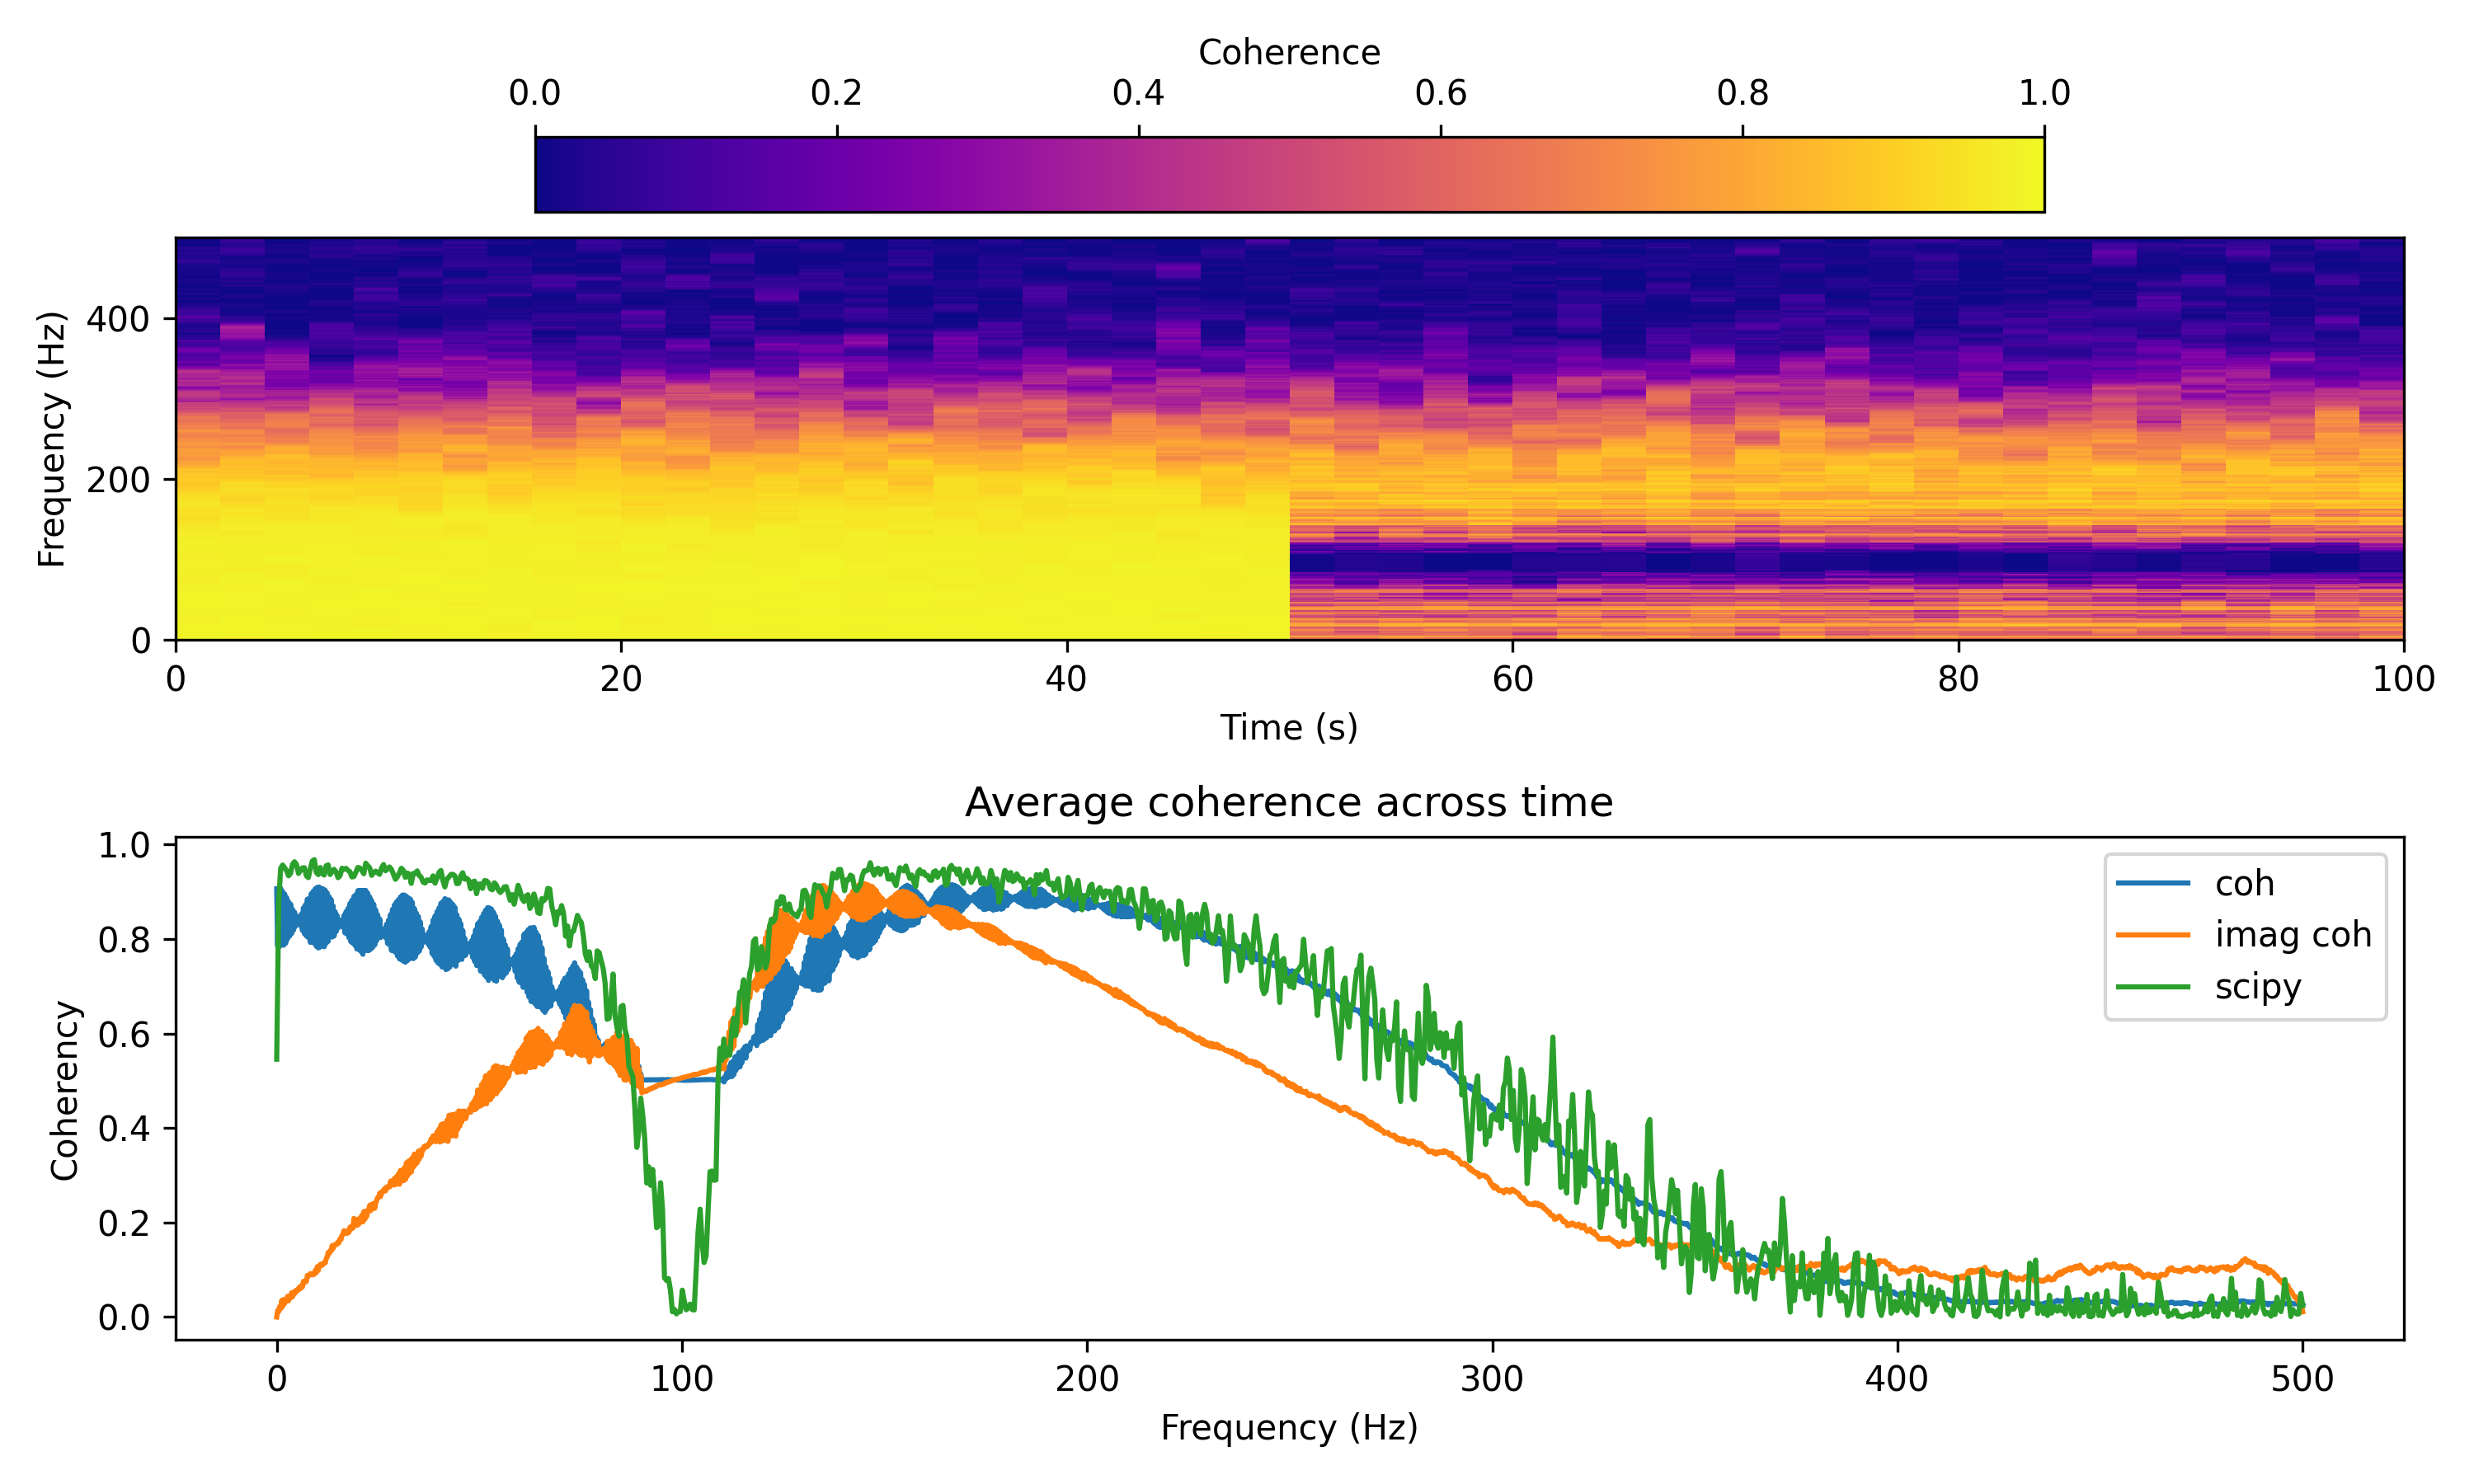 Coherence
0.0 0.2 0.4 0.6 0.8 1.0
Frequency (Hz)
400
200
0
0 20 40 60 80 100
Time (s)
Average coherence across time
Coherency
1.0
0.8
0.6
0.4
0.2
0.0
coh
imag coh
scipy
0 100 200 300 400 500
Frequency (Hz)